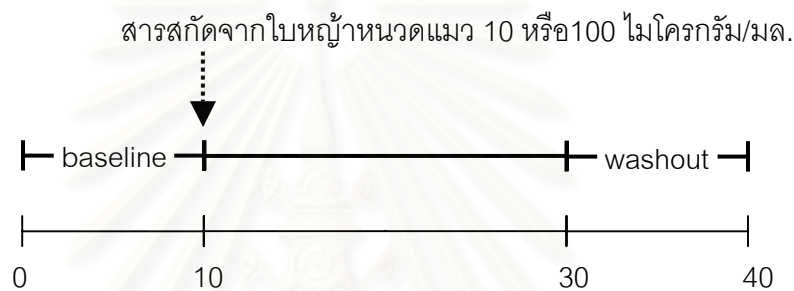 สารสกัดจากใบหญ้าหนวดแมว 10 หรือ100 ไมโครกรัม/มล.
baseline washout
0 10 30 40